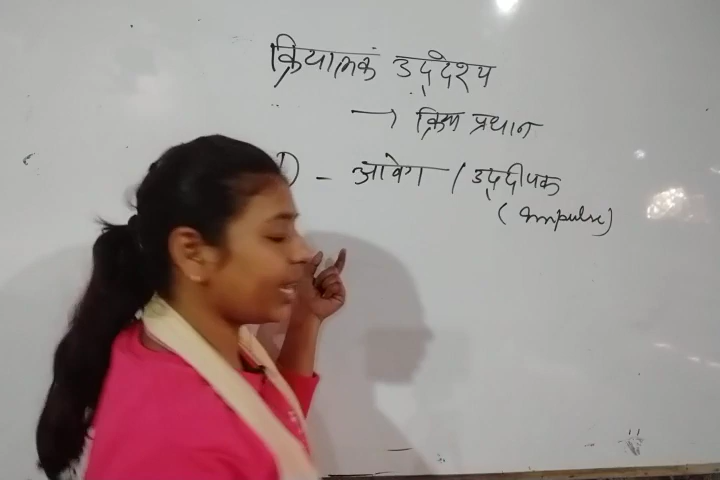 क्रियात्मक उद्देश्य
→ क्रिया प्रधान
1) - आवेग / उद्दीपक
(Impulse)